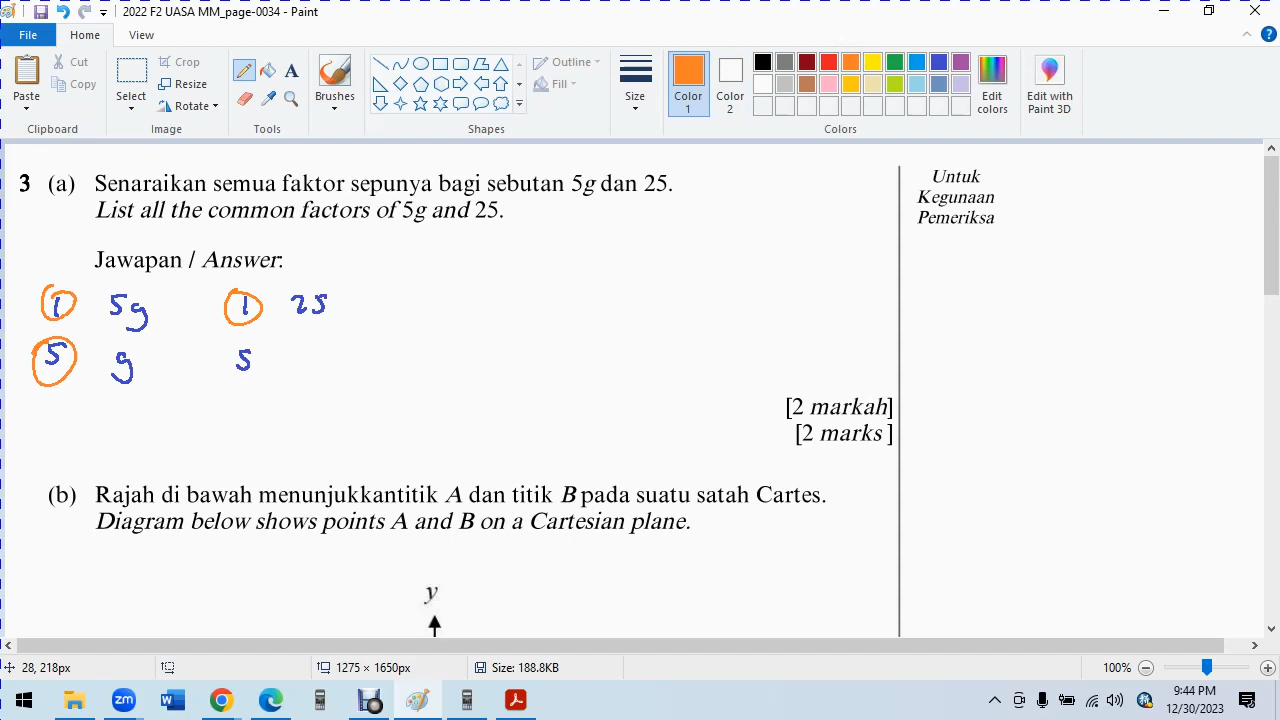 2022 F2 UASA MM_page-0034 - Paint
File Home View
Paste Cut Copy Clipboard
Select Crop Resize Rotate Image
Tools
Brushes
Outline Fill Shapes
Size
Color 1 Color 2 Edit colors Colors
Edit with Paint 3D
3 (a) Senaraikan semua faktor sepunya bagi sebutan 5g dan 25.
List all the common factors of 5g and 25.
Untuk
Kegunaan
Pemeriksa
Jawapan / Answer:
1 5g 1 25
5 g 5
[2 markah]
[2 marks ]
(b) Rajah di bawah menunjukkantitik A dan titik B pada suatu satah Cartes.
Diagram below shows points A and B on a Cartesian plane.
y
28, 218px 1275 × 1650px Size: 188.8KB 100%
9:44 PM
12/30/2023